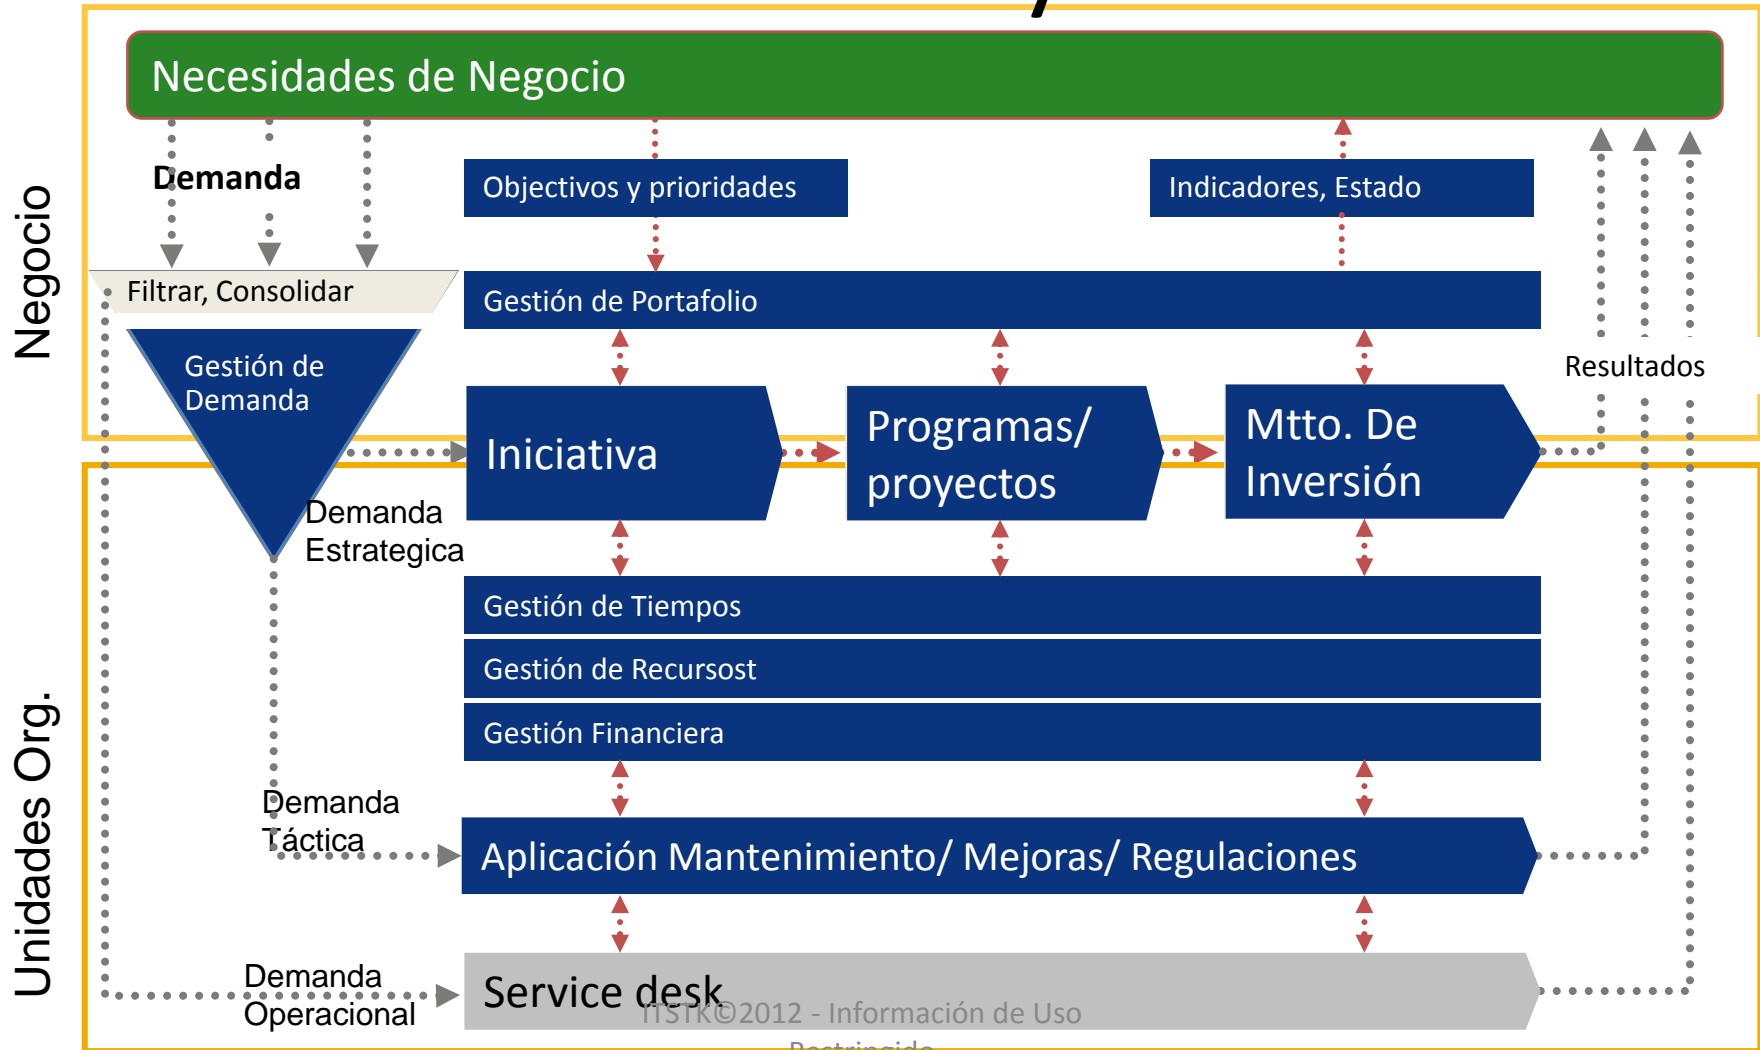 Necesidades de Negocio
Demanda
Objectivos y prioridades
Indicadores, Estado
Filtrar, Consolidar
Gestión de Portafolio
Negocio
Gestión de
Demanda
Resultados
Iniciativa
Programas/
proyectos
Mtto. De
Inversión
Demanda
Estrategica
Gestión de Tiempos
Gestión de Recursost
Gestión Financiera
Unidades Org.
Demanda
Táctica
Aplicación Mantenimiento/ Mejoras/ Regulaciones
Demanda
Operacional
Service desk
ITSTK©2012 - Información de Uso
Restringido